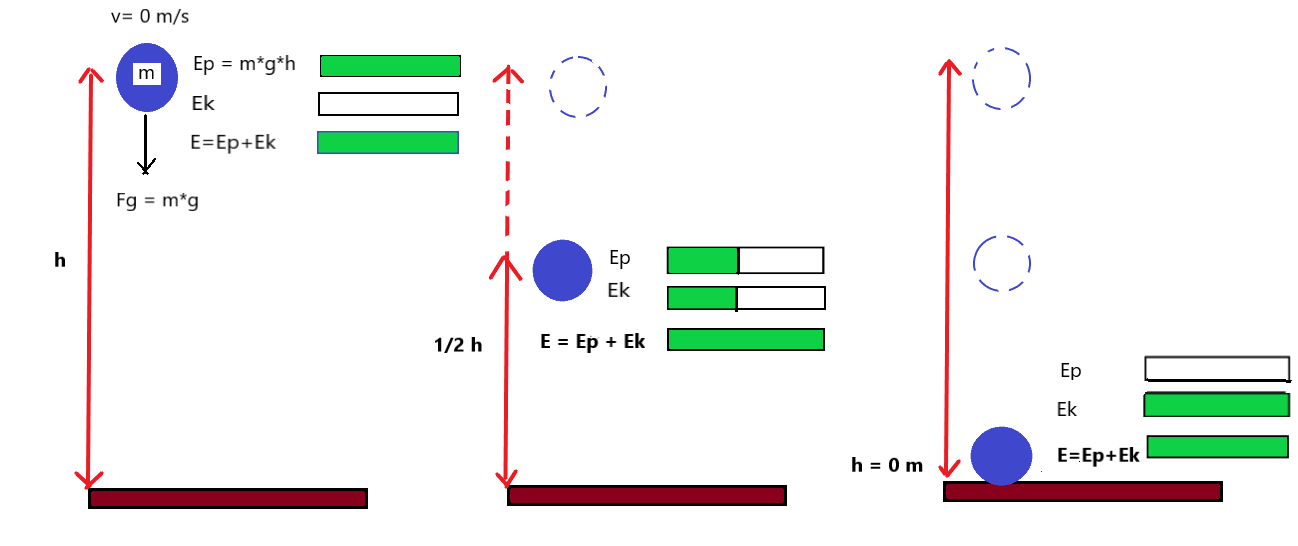 v= 0 m/s
m
Ep = m*g*h
Ek
E=Ep+Ek
Fg = m*g
h
Ep
Ek
E = Ep + Ek
1/2 h
Ep
Ek
E=Ep+Ek
h = 0 m